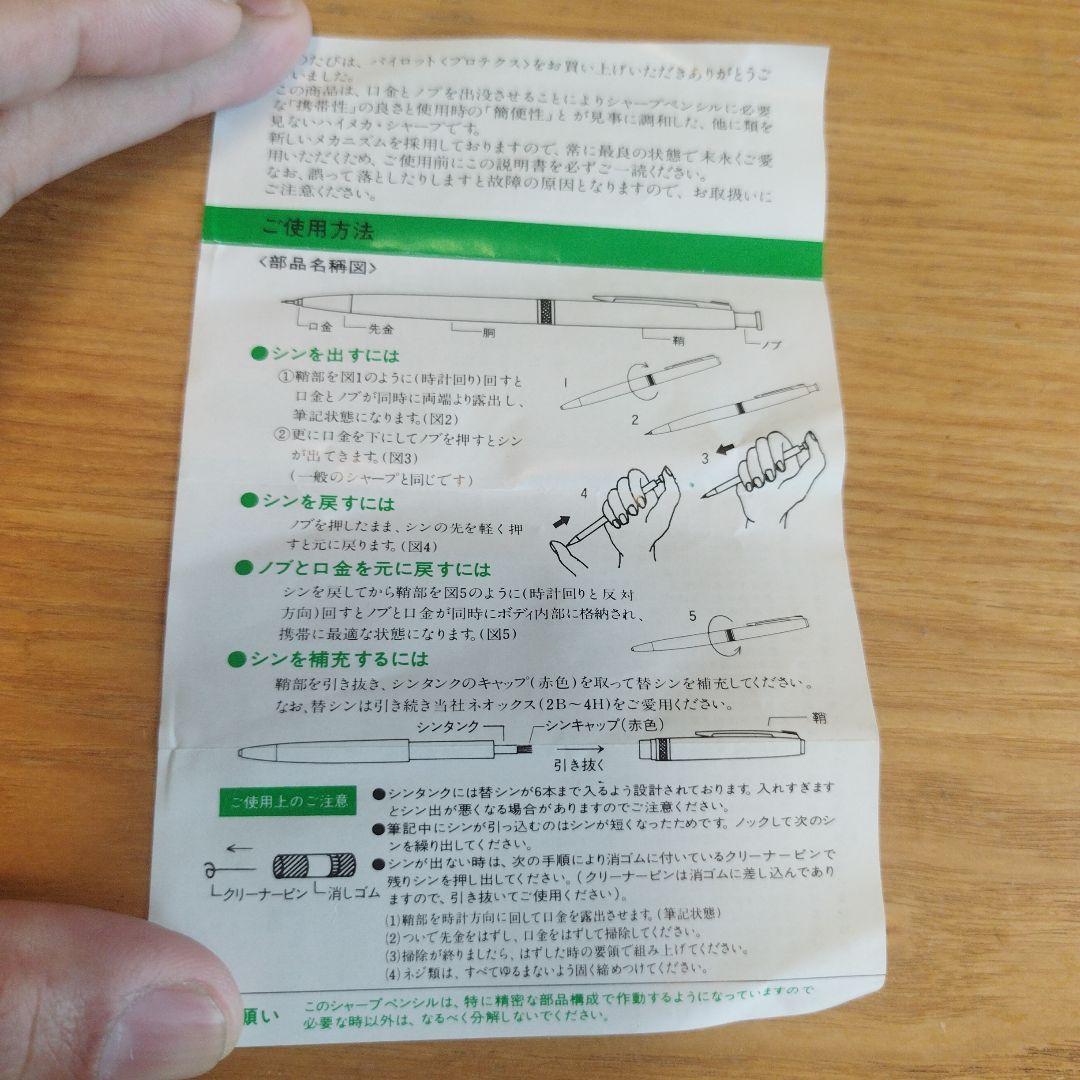 のたびは、パイロット〈プロテクス〉をお買い上げいただきありがとうご
いました。
この商品は、口金とノブを出没させることによりシャープペンシルに必要
な「携帯性」の良さと使用時の「簡便性」とが見事に調和した、他に類を
見ないハイメカ・シャープです。
新しいメカニズムを採用しておりますので、常に最良の状態で末永くご愛
用いただくため、ご使用前にこの説明書を必ずご一読ください。
なお、誤って落としたりしますと故障の原因となりますので、お取扱いに
ご注意ください。
ご使用方法
〈部品名稱図〉
口金
先金
胴
鞘
ノブ
●シンを出すには
①鞘部を図1のように(時計回り)回すと
口金とノブが同時に両端より露出し、
筆記状態になります。(図2)
②更に口金を下にしてノブを押すとシン
が出てきます。(図3)
(一般のシャープと同じです)
1
2
3
4
●シンを戻すには
ノブを押したまま、シンの先を軽く押
すと元に戻ります。(図4)
●ノブと口金を元に戻すには
シンを戻してから鞘部を図5のように(時計回りと反対
方向)回すとノブと口金が同時にボディ内部に格納され、
携帯に最適な状態になります。(図5)
5
●シンを補充するには
鞘部を引き抜き、シンタンクのキャップ(赤色)を取って替シンを補充してください。
なお、替シンは引き続き当社ネオックス(2B〜4H)をご愛用ください。
シンタンク
シンキャップ(赤色)
鞘
引き抜く
ご使用上のご注意
●シンタンクには替シンが6本まで入るよう設計されております。入れすぎます
とシン出が悪くなる場合がありますのでご注意ください。
●筆記中にシンが引っ込むのはシンが短くなったためです。ノックして次のシ
ンを繰り出してください。
●シンが出ない時は、次の手順により消ゴムに付いているクリーナーピンで
残りシンを押し出してください。(クリーナーピンは消ゴムに差し込んであり
ますので、引き抜いてご使用ください)。
クリーナーピン
消しゴム
(1)鞘部を時計方向に回して口金を露出させます。(筆記状態)
(2)ついで先金をはずし、口金をはずして掃除してください。
(3)掃除が終りましたら、はずした時の要領で組み上げてください。
(4)ネジ類は、すべてゆるまないよう固く締めつけてください。
願い
このシャープペンシルは、特に精密な部品構成で作動するようになっていますので
必要な時以外は、なるべく分解しないでください。